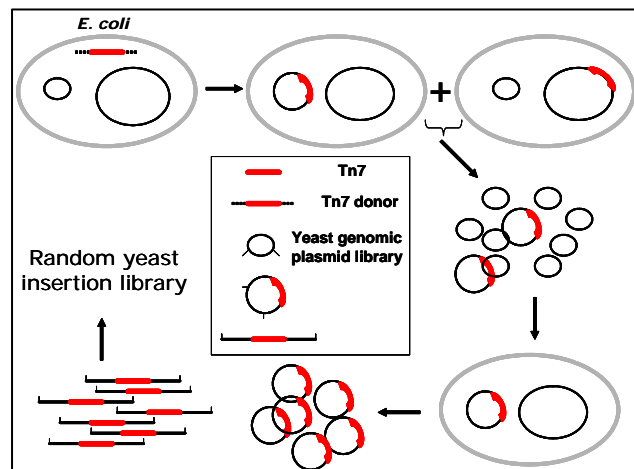 E. coli
+
Tn7
Tn7 donor
Yeast genomic
plasmid library
Random yeast
insertion library